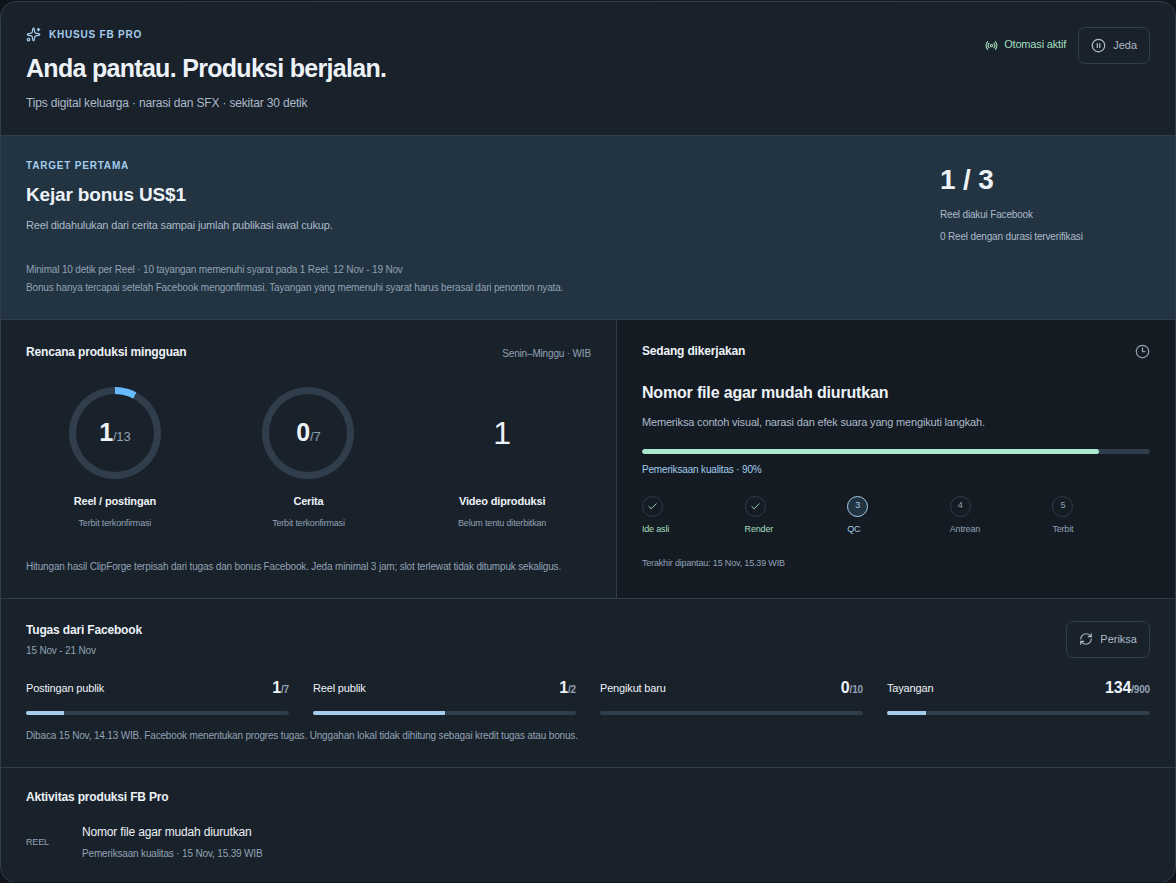 KHUSUS FB PRO
Anda pantau. Produksi berjalan.
Tips digital keluarga · narasi dan SFX · sekitar 30 detik
Otomasi aktif
Jeda
TARGET PERTAMA
Kejar bonus US$1
Reel didahulukan dari cerita sampai jumlah publikasi awal cukup.
Minimal 10 detik per Reel · 10 tayangan memenuhi syarat pada 1 Reel. 12 Nov - 19 Nov
Bonus hanya tercapai setelah Facebook mengonfirmasi. Tayangan yang memenuhi syarat harus berasal dari penonton nyata.
1 / 3
Reel diakui Facebook
0 Reel dengan durasi terverifikasi
Rencana produksi mingguan
Senin–Minggu · WIB
1/13
Reel / postingan
Terbit terkonfirmasi
0/7
Cerita
Terbit terkonfirmasi
1
Video diproduksi
Belum tentu diterbitkan
Hitungan hasil ClipForge terpisah dari tugas dan bonus Facebook. Jeda minimal 3 jam; slot terlewat tidak ditumpuk sekaligus.
Sedang dikerjakan
Nomor file agar mudah diurutkan
Memeriksa contoh visual, narasi dan efek suara yang mengikuti langkah.
Pemeriksaan kualitas · 90%
Ide asli
Render
3
QC
4
Antrean
5
Terbit
Terakhir dipantau: 15 Nov, 15.39 WIB
Tugas dari Facebook
15 Nov - 21 Nov
Periksa
Postingan publik 1/7
Reel publik 1/2
Pengikut baru 0/10
Tayangan 134/900
Dibaca 15 Nov, 14.13 WIB. Facebook menentukan progres tugas. Unggahan lokal tidak dihitung sebagai kredit tugas atau bonus.
Aktivitas produksi FB Pro
REEL
Nomor file agar mudah diurutkan
Pemeriksaan kualitas · 15 Nov, 15.39 WIB